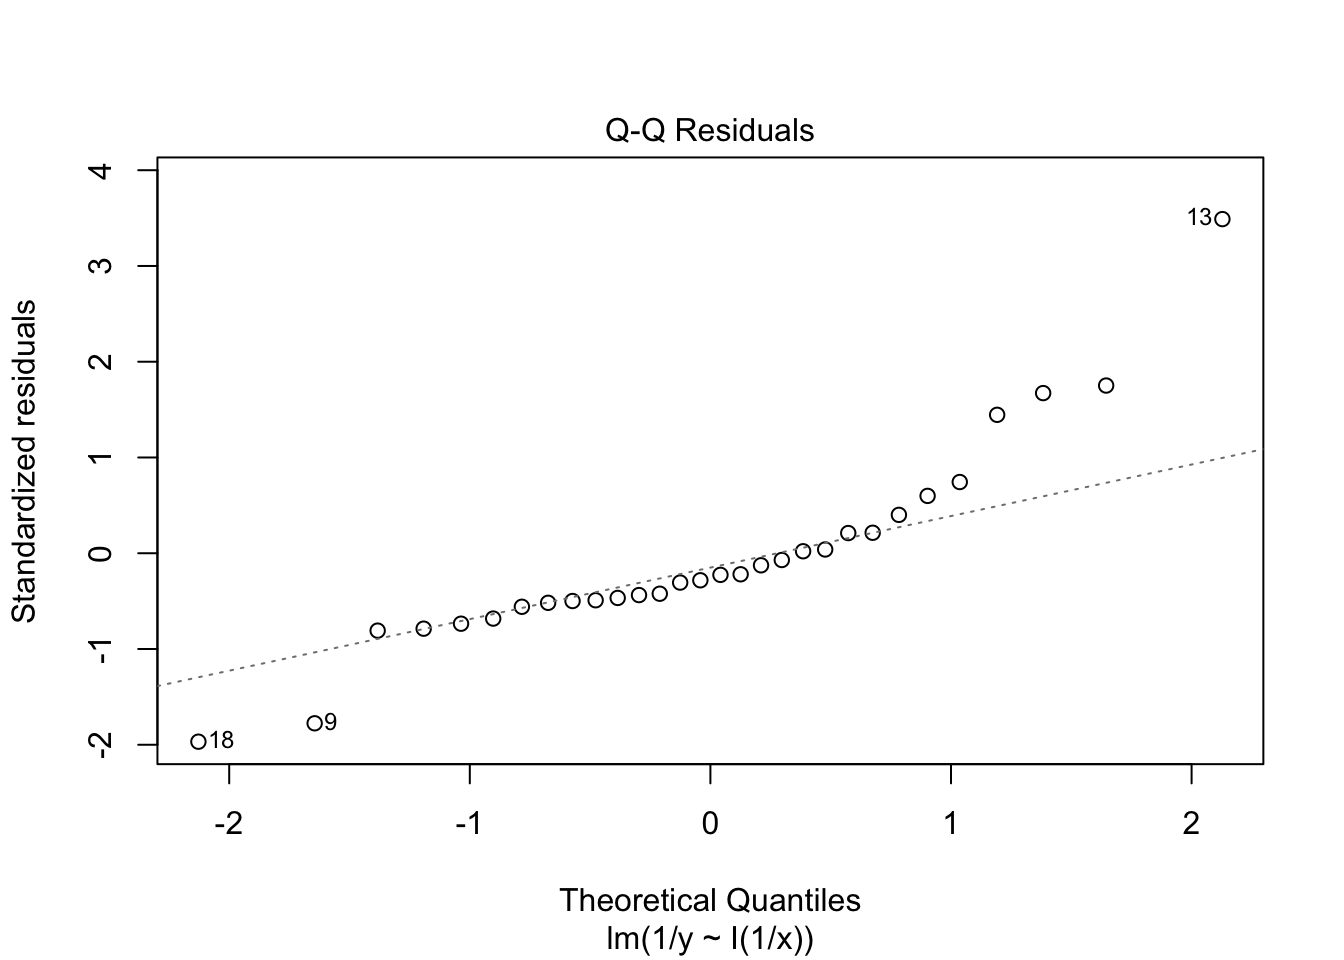 Q-Q Residuals
Standardized residuals
4
3
2
1
0
-1
-2
13
9
18
-2 -1 0 1 2
Theoretical Quantiles
lm(1/y ~ I(1/x))